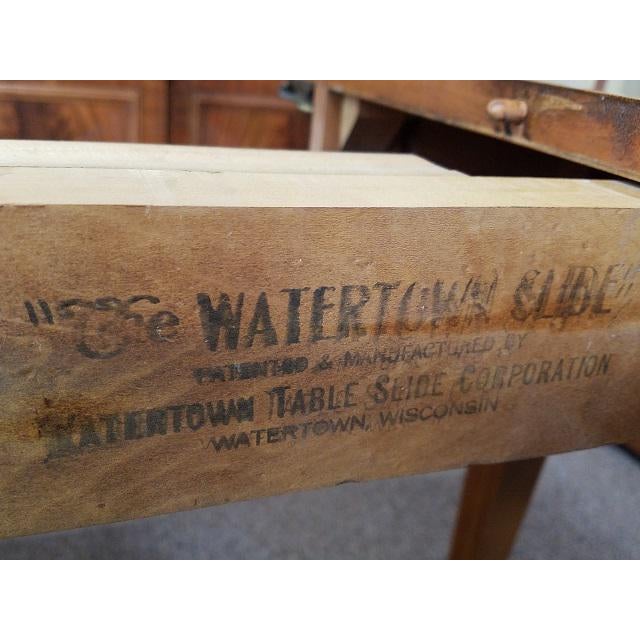 "The WATERTOWN SLIDE"
PATENTED & MANUFACTURED BY
WATERTOWN TABLE SLIDE CORPORATION
WATERTOWN, WISCONSIN